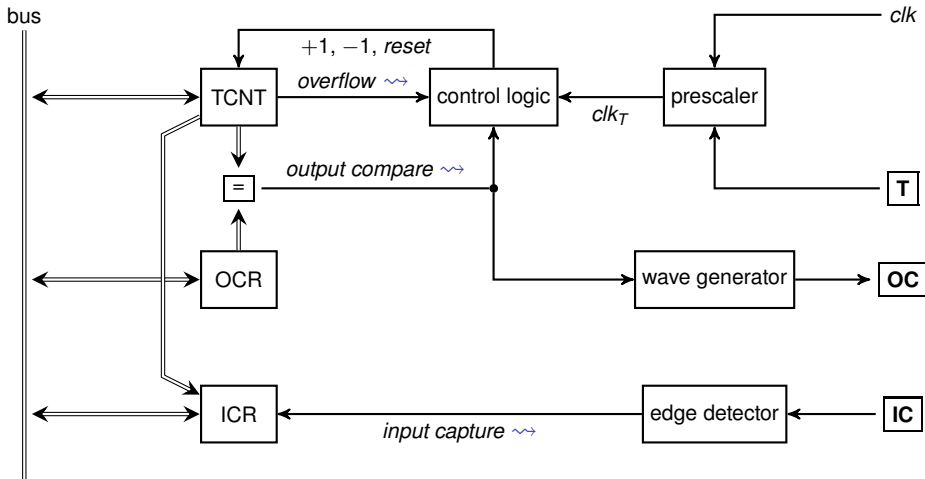 bus
clk
+1, −1, reset
overflow ⇝
TCNT
control logic
prescaler
clk_T
output compare ⇝
=
T
OCR
wave generator
OC
ICR
edge detector
IC
input capture ⇝